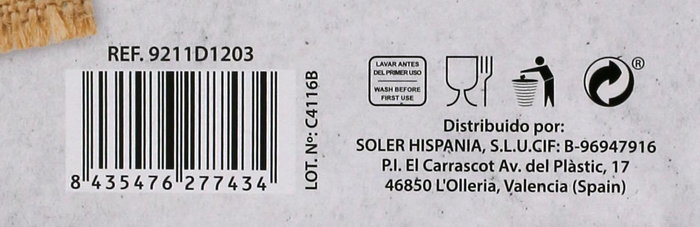 REF. 9211D1203
8 435476 277434
LOT. Nº: C4116B
LAVAR ANTES
DEL PRIMER USO
WASH BEFORE
FIRST USE
®
Distribuido por:
SOLER HISPANIA, S.L.U.CIF: B-96947916
P.I. El Carrascot Av. del Plàstic, 17
46850 L'Olleria, Valencia (Spain)